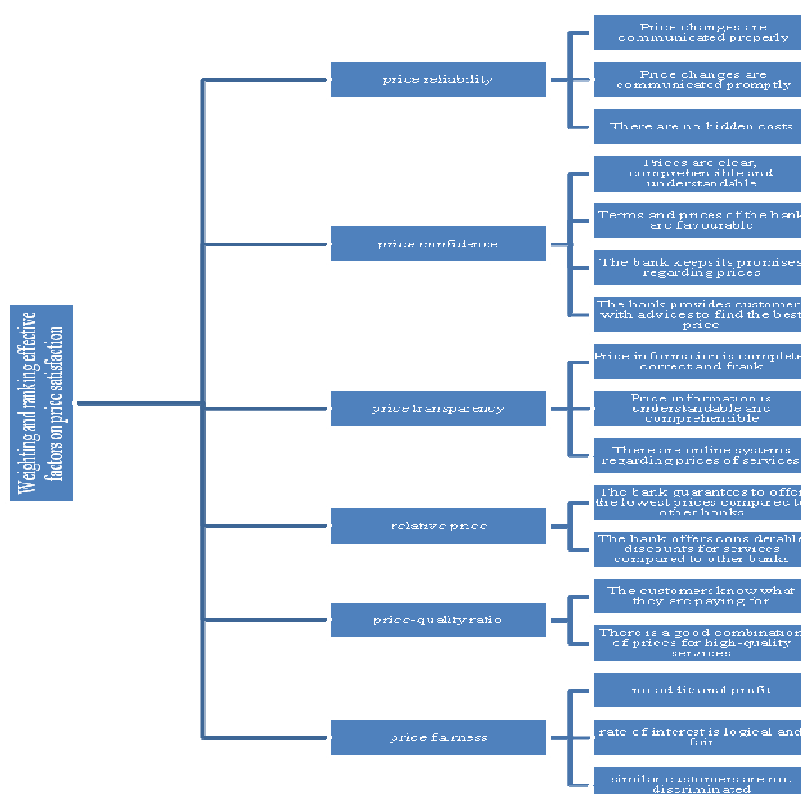 Weighting and ranking effective
factors on price satisfaction
price reliability
Price changes are
communicated properly
Price changes are
communicated promptly
There are no hidden costs
price confidence
Prices are clear,
comprehensible and
understandable
Terms and prices of the bank
are favourable
The bank keeps its promises
regarding prices
The bank provides customers
with advices to find the best
price
price transparency
Price information is complete
correct and frank
Price information is
understandable and
comprehensible
There are online systems
regarding prices of services
relative price
The bank guarantees to offer
the lowest prices compared to
other banks
The bank offers considerable
discounts for services
compared to other banks
price-quality ratio
The customers know what
they are paying for
There is a good combination
of prices for high-quality
services
price fairness
no additional profit
rate of interest is logical and
fair
similar customers are not
discriminated